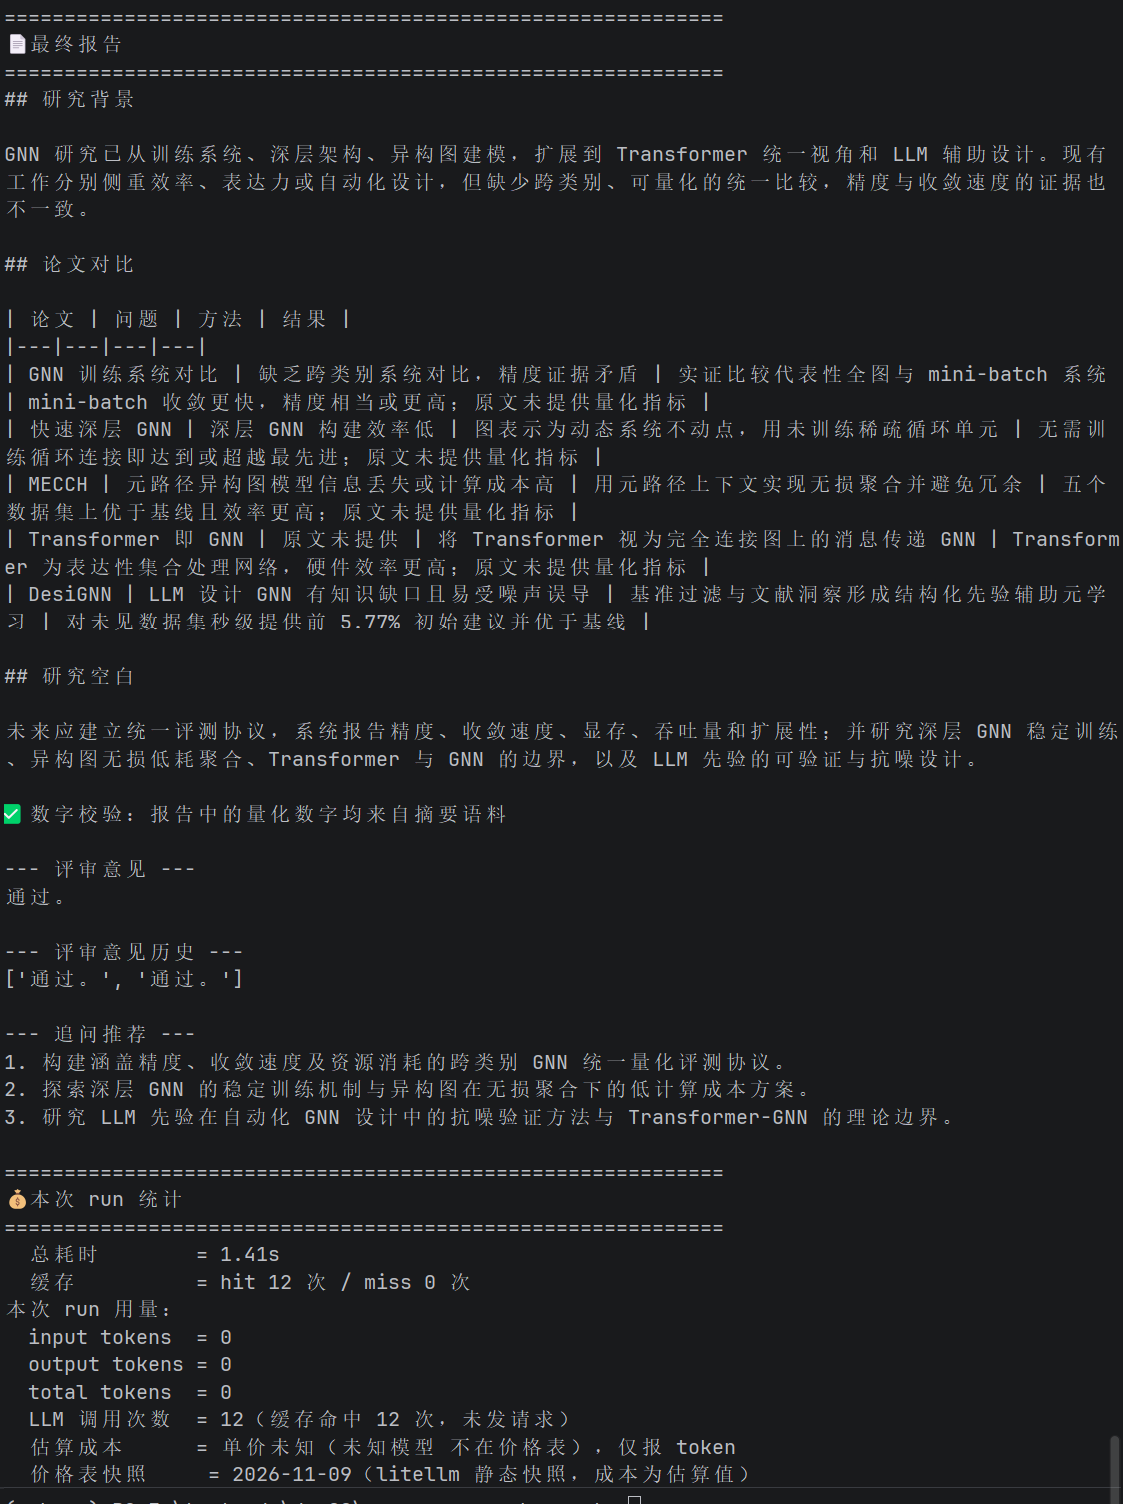 ============================================================
📄最终报告
============================================================
## 研究背景
GNN 研究已从训练系统、深层架构、异构图建模，扩展到 Transformer 统一视角和 LLM 辅助设计。现有
工作分别侧重效率、表达力或自动化设计，但缺少跨类别、可量化的统一比较，精度与收敛速度的证据也
不一致。
## 论文对比
| 论文 | 问题 | 方法 | 结果 |
|---|---|---|---|
| GNN 训练系统对比 | 缺乏跨类别系统对比，精度证据矛盾 | 实证比较代表性全图与 mini-batch 系统
| mini-batch 收敛更快，精度相当或更高；原文未提供量化指标 |
| 快速深层 GNN | 深层 GNN 构建效率低 | 图表示为动态系统不动点，用未训练稀疏循环单元 | 无需训
练循环连接即达到或超越最先进；原文未提供量化指标 |
| MECCH | 元路径异构图模型信息丢失或计算成本高 | 用元路径上下文实现无损聚合并避免冗余 | 五个
数据集上优于基线且效率更高；原文未提供量化指标 |
| Transformer 即 GNN | 原文未提供 | 将 Transformer 视为完全连接图上的消息传递 GNN | Transform
er 为表达性集合处理网络，硬件效率更高；原文未提供量化指标 |
| DesiGNN | LLM 设计 GNN 有知识缺口且易受噪声误导 | 基准过滤与文献洞察形成结构化先验辅助元学
习 | 对未见数据集秒级提供前 5.77% 初始建议并优于基线 |
## 研究空白
未来应建立统一评测协议，系统报告精度、收敛速度、显存、吞吐量和扩展性；并研究深层 GNN 稳定训练
、异构图无损低耗聚合、Transformer 与 GNN 的边界，以及 LLM 先验的可验证与抗噪设计。
✅ 数字校验：报告中的量化数字均来自摘要语料
--- 评审意见 ---
通过。
--- 评审意见历史 ---
['通过。', '通过。']
--- 追问推荐 ---
1. 构建涵盖精度、收敛速度及资源消耗的跨类别 GNN 统一量化评测协议。
2. 探索深层 GNN 的稳定训练机制与异构图在无损聚合下的低计算成本方案。
3. 研究 LLM 先验在自动化 GNN 设计中的抗噪验证方法与 Transformer-GNN 的理论边界。
============================================================
💰本次 run 统计
============================================================
总耗时 = 1.41s
缓存 = hit 12 次 / miss 0 次
本次 run 用量：
input tokens = 0
output tokens = 0
total tokens = 0
LLM 调用次数 = 12（缓存命中 12 次，未发请求）
估算成本 = 单价未知（未知模型 不在价格表），仅报 token
价格表快照 = 2026-11-09（litellm 静态快照，成本为估算值）